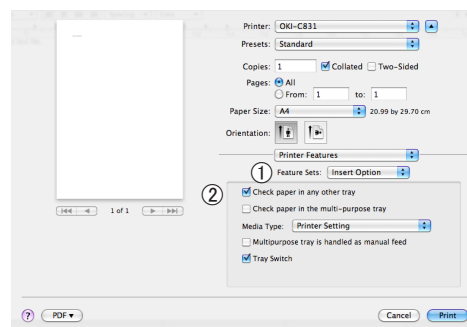 Printer: OKI-C831
Presets: Standard
Copies: 1 Collated Two-Sided
Pages: All
From: 1 to: 1
Paper Size: A4 20.99 by 29.70 cm
Orientation:
Printer Features
① Feature Sets: Insert Option
② Check paper in any other tray
Check paper in the multi-purpose tray
Media Type: Printer Setting
Multipurpose tray is handled as manual feed
Tray Switch
1 of 1
? PDF▼ Cancel Print